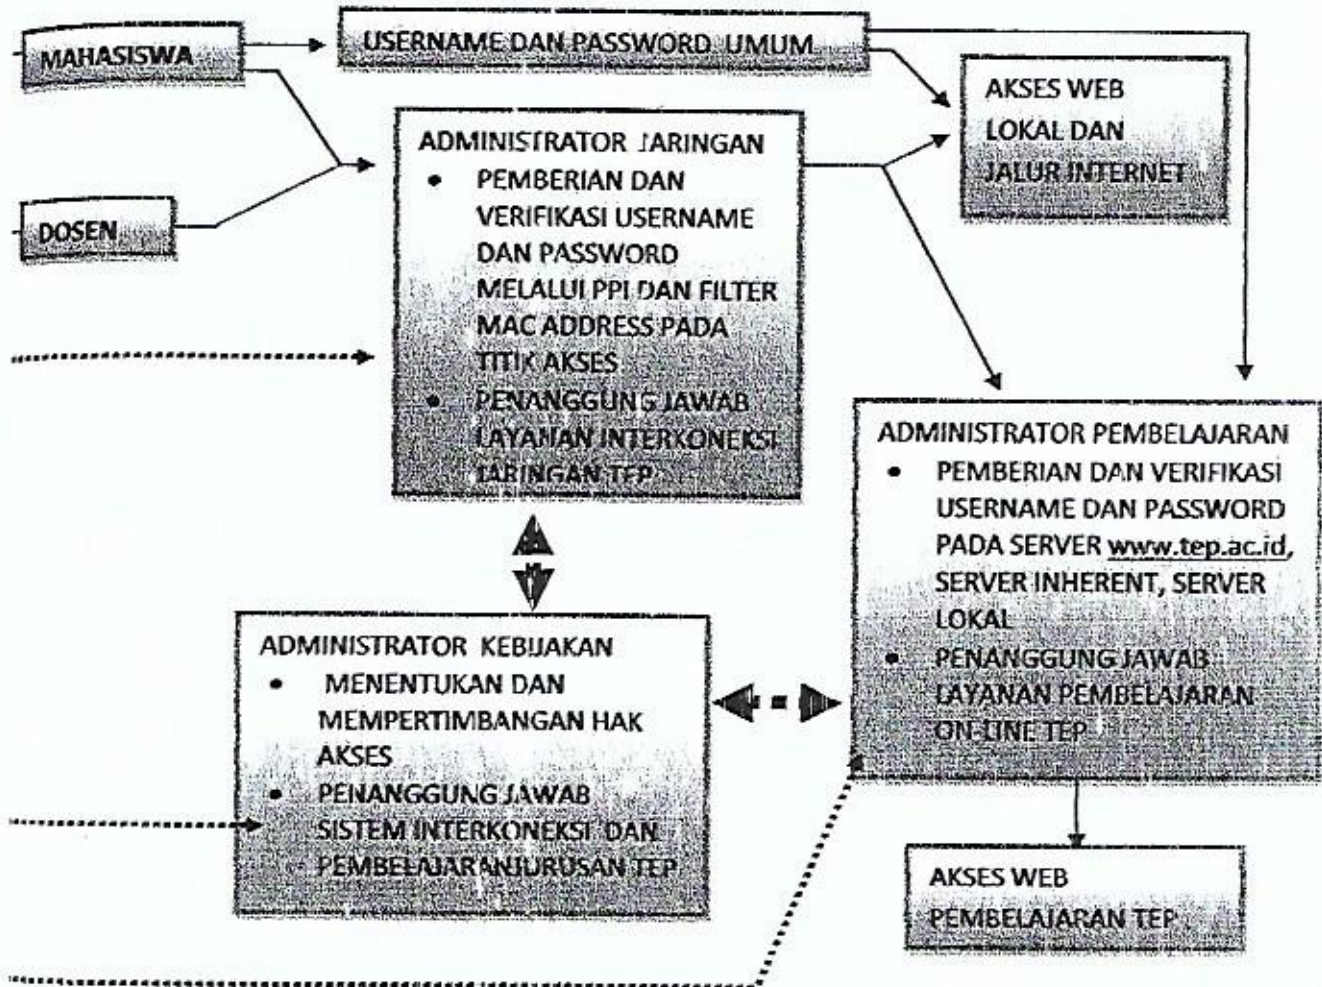 MAHASISWA
USERNAME DAN PASSWORD UMUM
AKSES WEB
LOKAL DAN
JALUR INTERNET
DOSEN
ADMINISTRATOR JARINGAN
• PEMBERIAN DAN
VERIFIKASI USERNAME
DAN PASSWORD
MELALUI PPI DAN FILTER
MAC ADDRESS PADA
TITIK AKSES
• PENANGGUNG JAWAB
LAYANAN INTERKONEKSI
JARINGAN TEP
ADMINISTRATOR PEMBELAJARAN
• PEMBERIAN DAN VERIFIKASI
USERNAME DAN PASSWORD
PADA SERVER www.tep.ac.id,
SERVER INHERENT, SERVER
LOKAL
• PENANGGUNG JAWAB
LAYANAN PEMBELAJARAN
ON-LINE TEP
ADMINISTRATOR KEBIJAKAN
• MENENTUKAN DAN
MEMPERTIMBANGAN HAK
AKSES
• PENANGGUNG JAWAB
SISTEM INTERKONEKSI DAN
PEMBELAJARANJURUSAN TEP
AKSES WEB
PEMBELAJARAN TEP